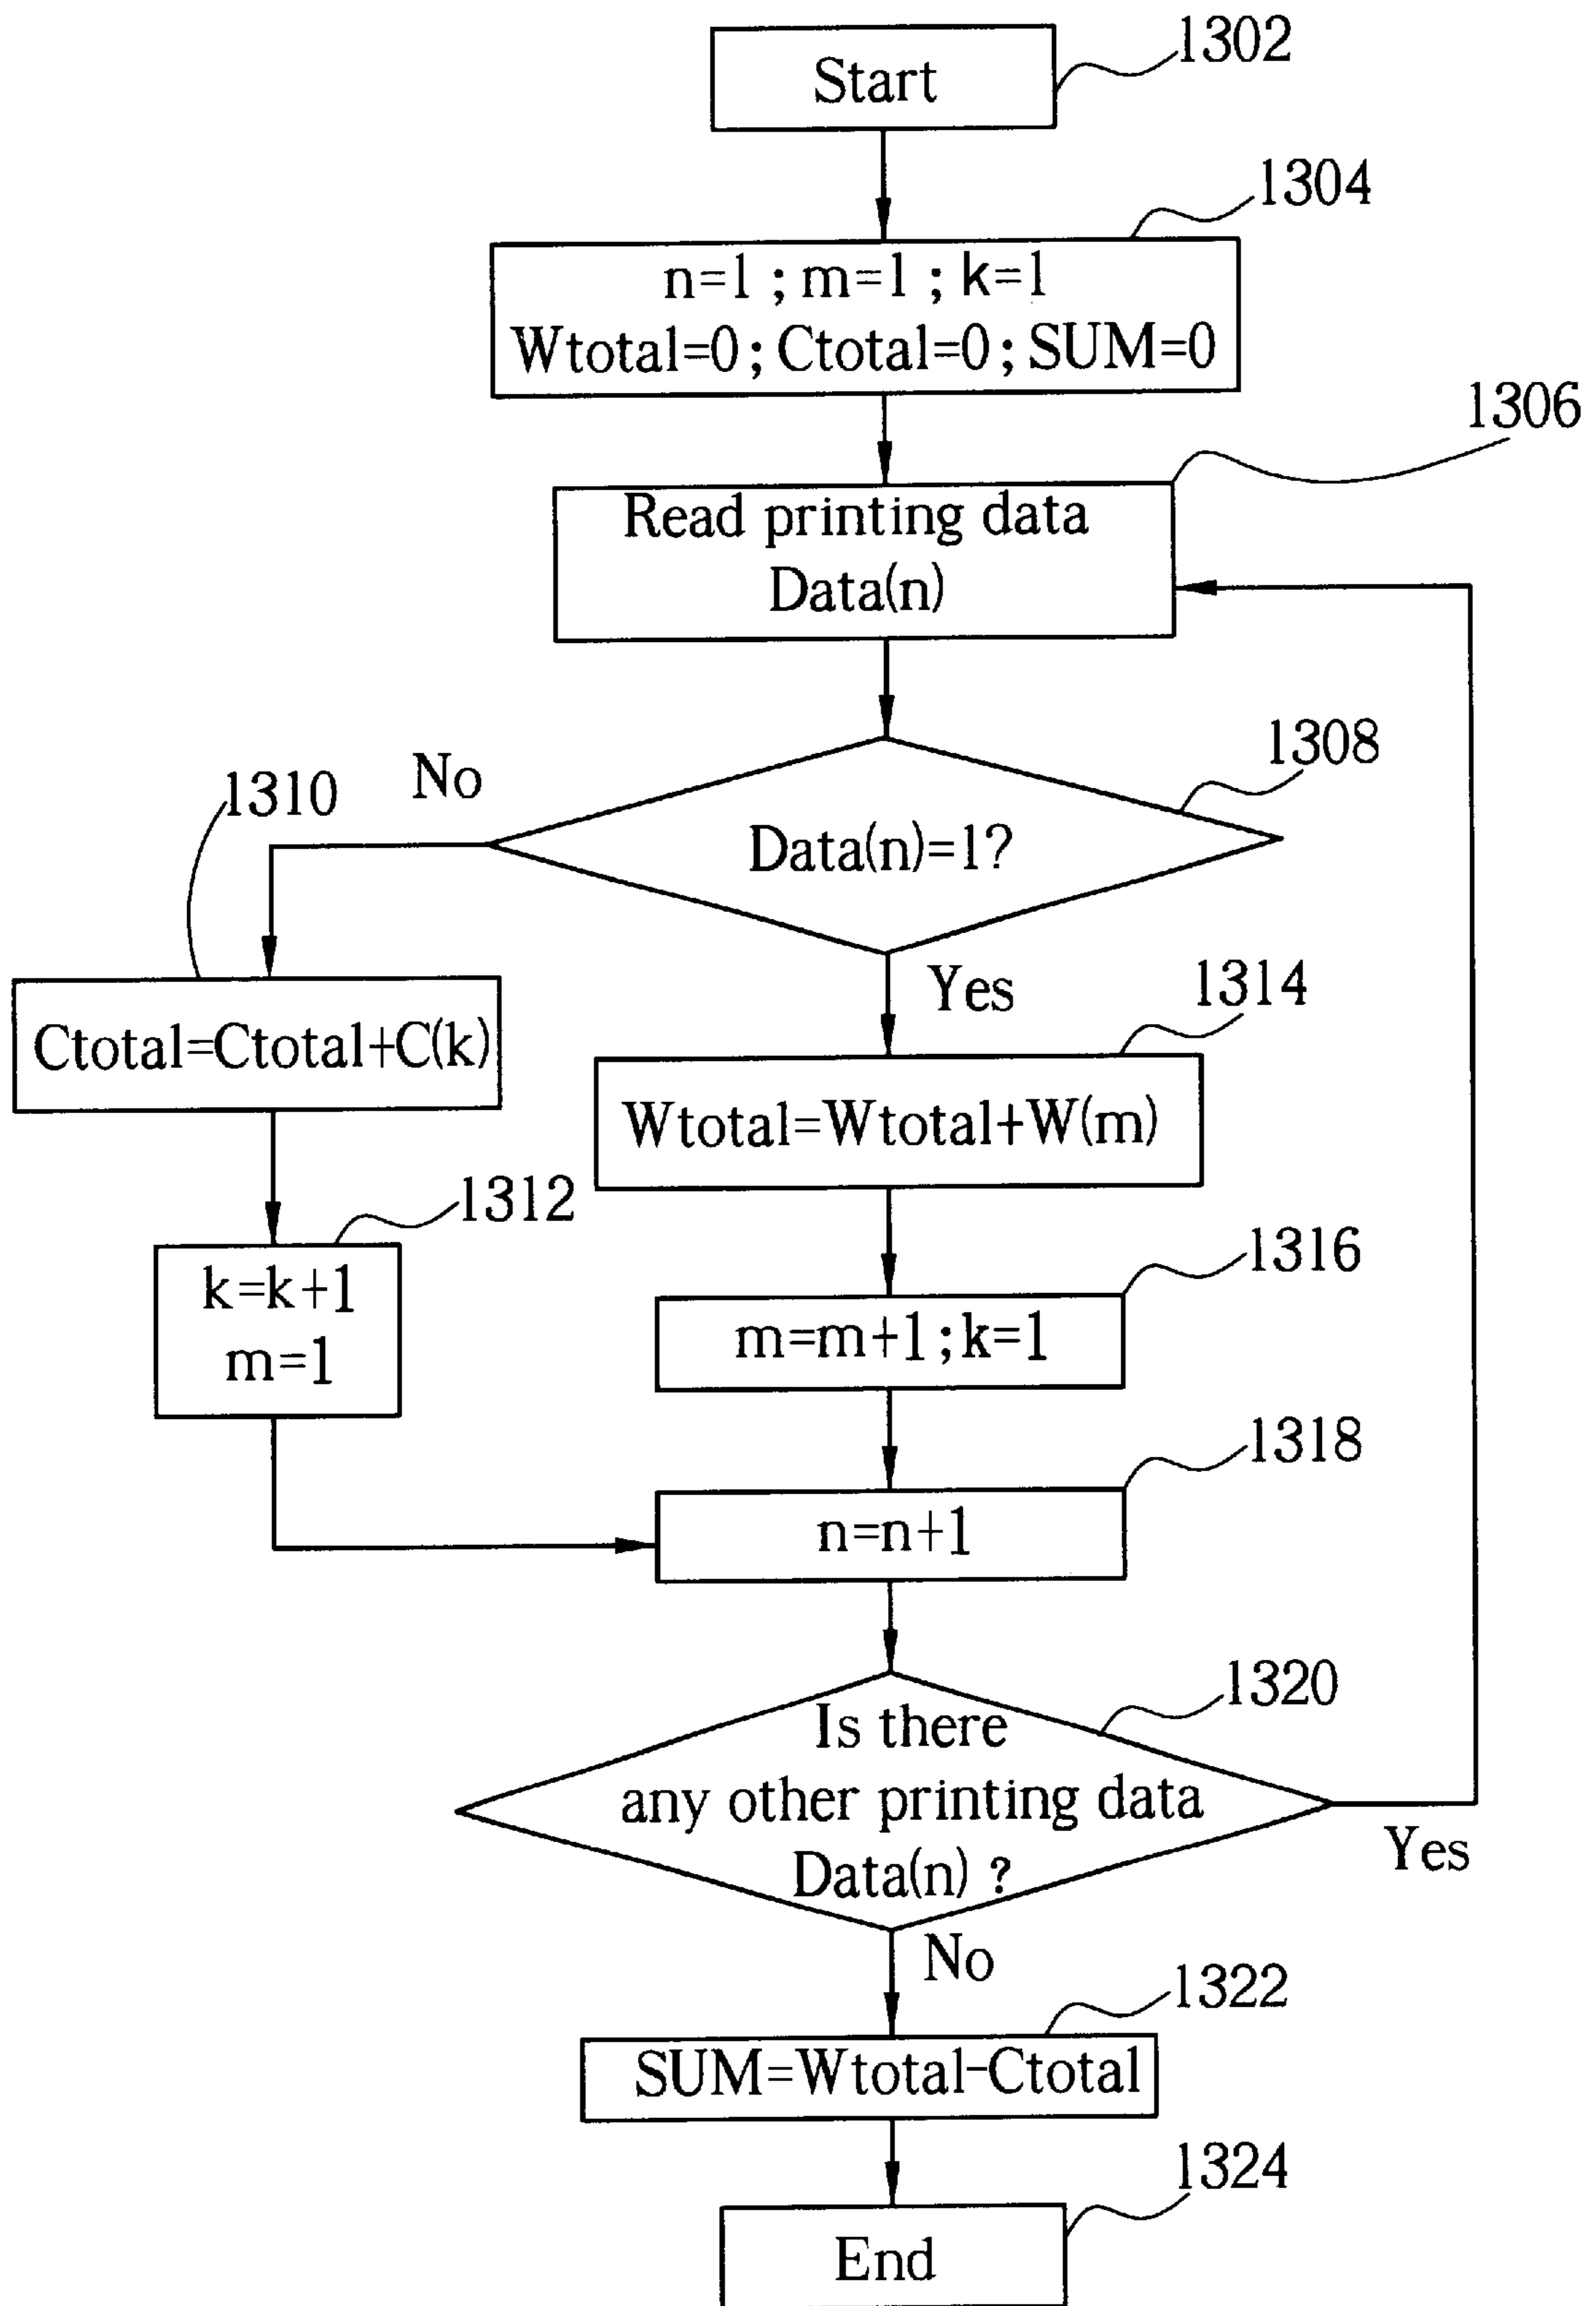 1302
Start
1304
n=1 ; m=1 ; k=1
Wtotal=0 ; Ctotal=0 ; SUM=0
1306
Read printing data
Data(n)
1308
No
1310
Data(n)=1?
Yes
1314
Ctotal=Ctotal+C(k)
Wtotal=Wtotal+W(m)
1312
k=k+1
m=1
1316
m=m+1 ; k=1
1318
n=n+1
1320
Is there
any other printing data
Data(n) ?
Yes
No
1322
SUM=Wtotal-Ctotal
1324
End